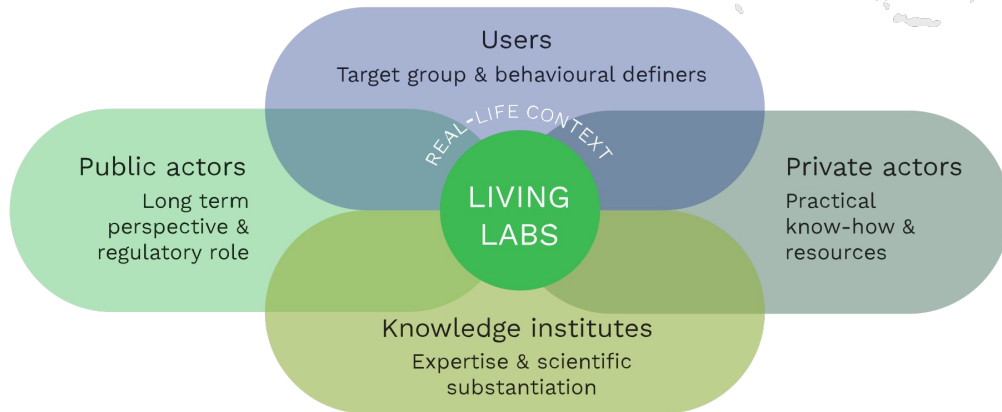 Users
Target group & behavioural definers
REAL-LIFE CONTEXT
Public actors
Long term
perspective &
regulatory role
LIVING
LABS
Private actors
Practical
know-how &
resources
Knowledge institutes
Expertise & scientific
substantiation